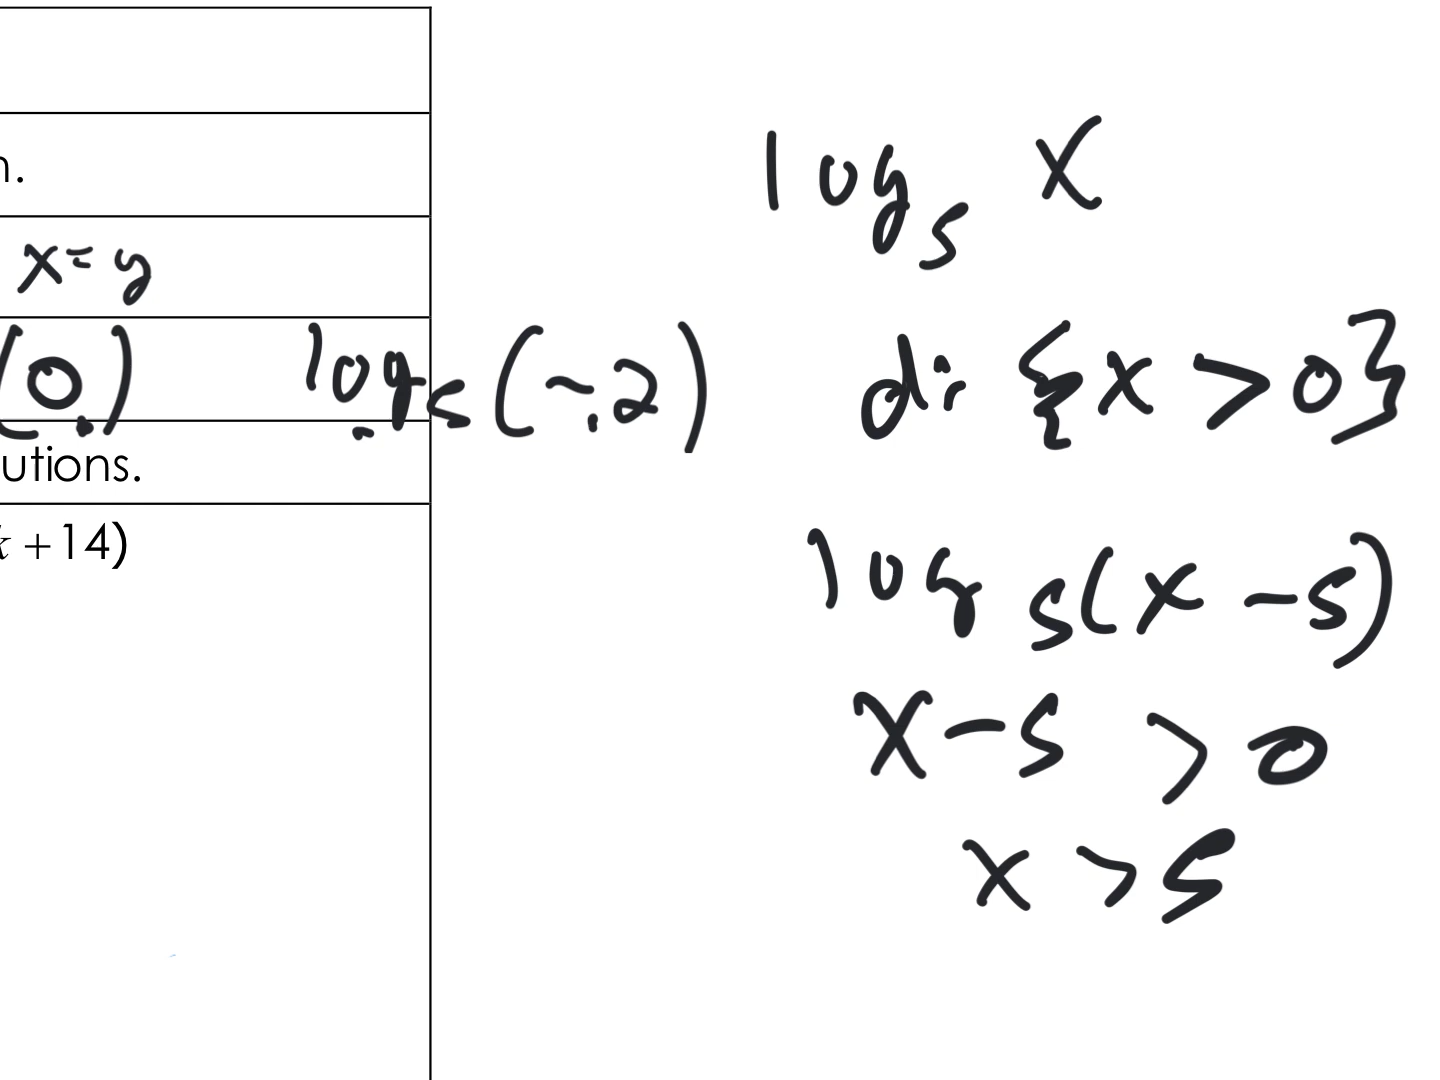 log₅ x
n.
x = y
(0) log₅(-2) d: {x > 0}
utions.
k + 14)
log₅(x - 5)
x - 5 > 0
x > 5